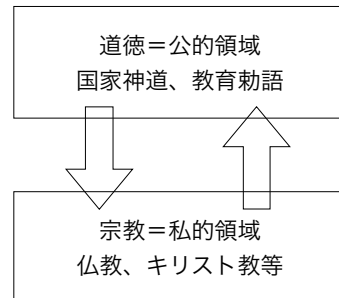 道徳＝公的領域
国家神道、教育勅語
宗教＝私的領域
仏教、キリスト教等